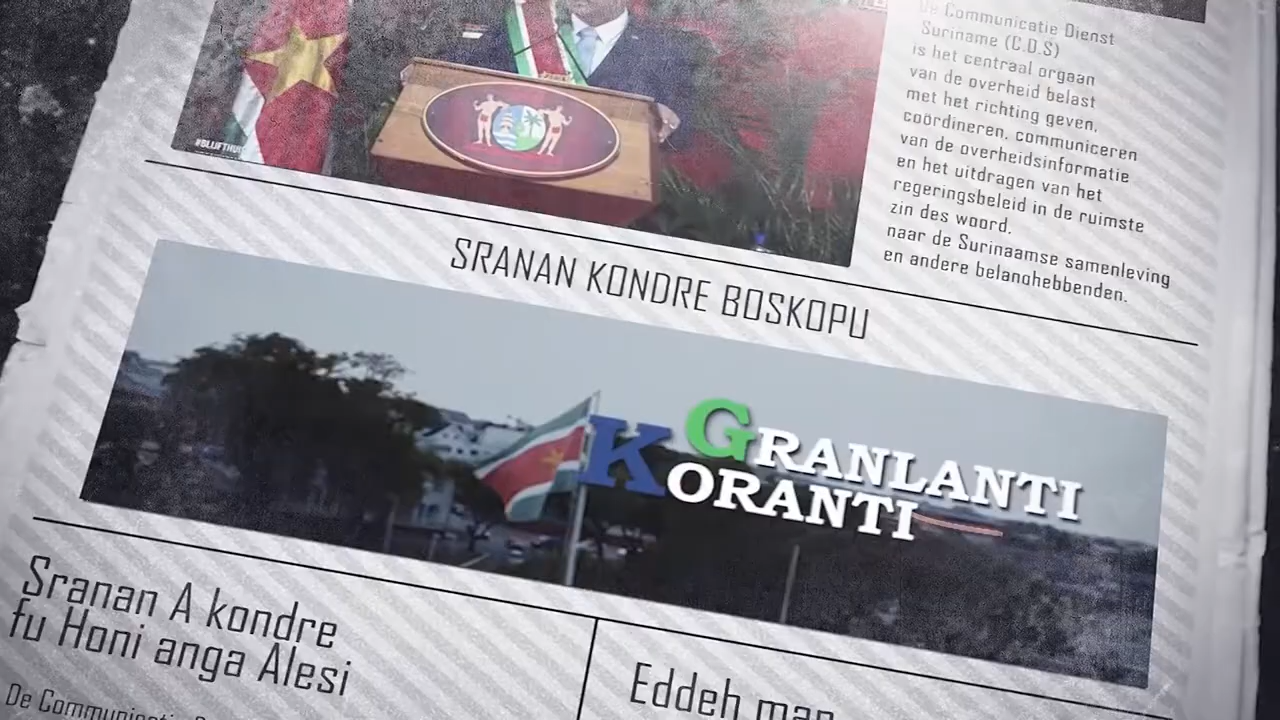 De Communicatie Dienst
Suriname (C.D.S)
is het centraal orgaan
van de overheid belast
met het richting geven,
coördineren, communiceren
van de overheidsinformatie
en het uitdragen van het
regeringsbeleid in de ruimste
zin des woord.
naar de Surinaamse samenleving
en andere belanghebbenden.
SRANAN KONDRE BOSKOPU
GRANLANTI
KORANTI
Sranan A kondre
fu Honi anga Alesi
De Communicatie
Eddeh man